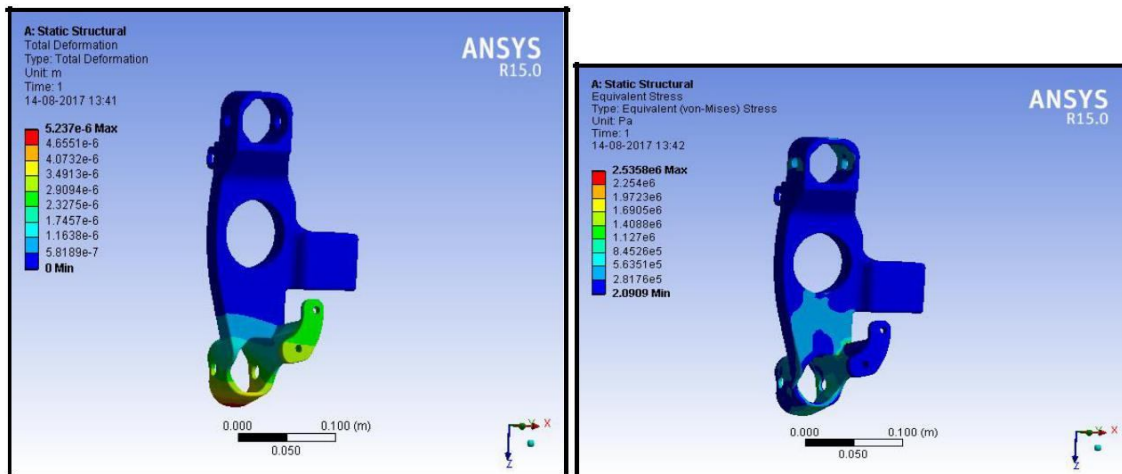 A: Static Structural
Total Deformation
Type: Total Deformation
Unit: m
Time: 1
14-08-2017 13:41
ANSYS
R15.0
5.237e-6 Max
4.6551e-6
4.0732e-6
3.4913e-6
2.9094e-6
2.3275e-6
1.7457e-6
1.1638e-6
5.8189e-7
0 Min
0.000
0.100 (m)
0.050
X
Z
A: Static Structural
Equivalent Stress
Type: Equivalent (von-Mises) Stress
Unit: Pa
Time: 1
14-08-2017 13:42
ANSYS
R15.0
2.5358e6 Max
2.254e6
1.9723e6
1.6905e6
1.4088e6
1.127e6
8.4526e5
5.6351e5
2.8176e5
2.0909 Min
0.000
0.100 (m)
0.050
X
Z